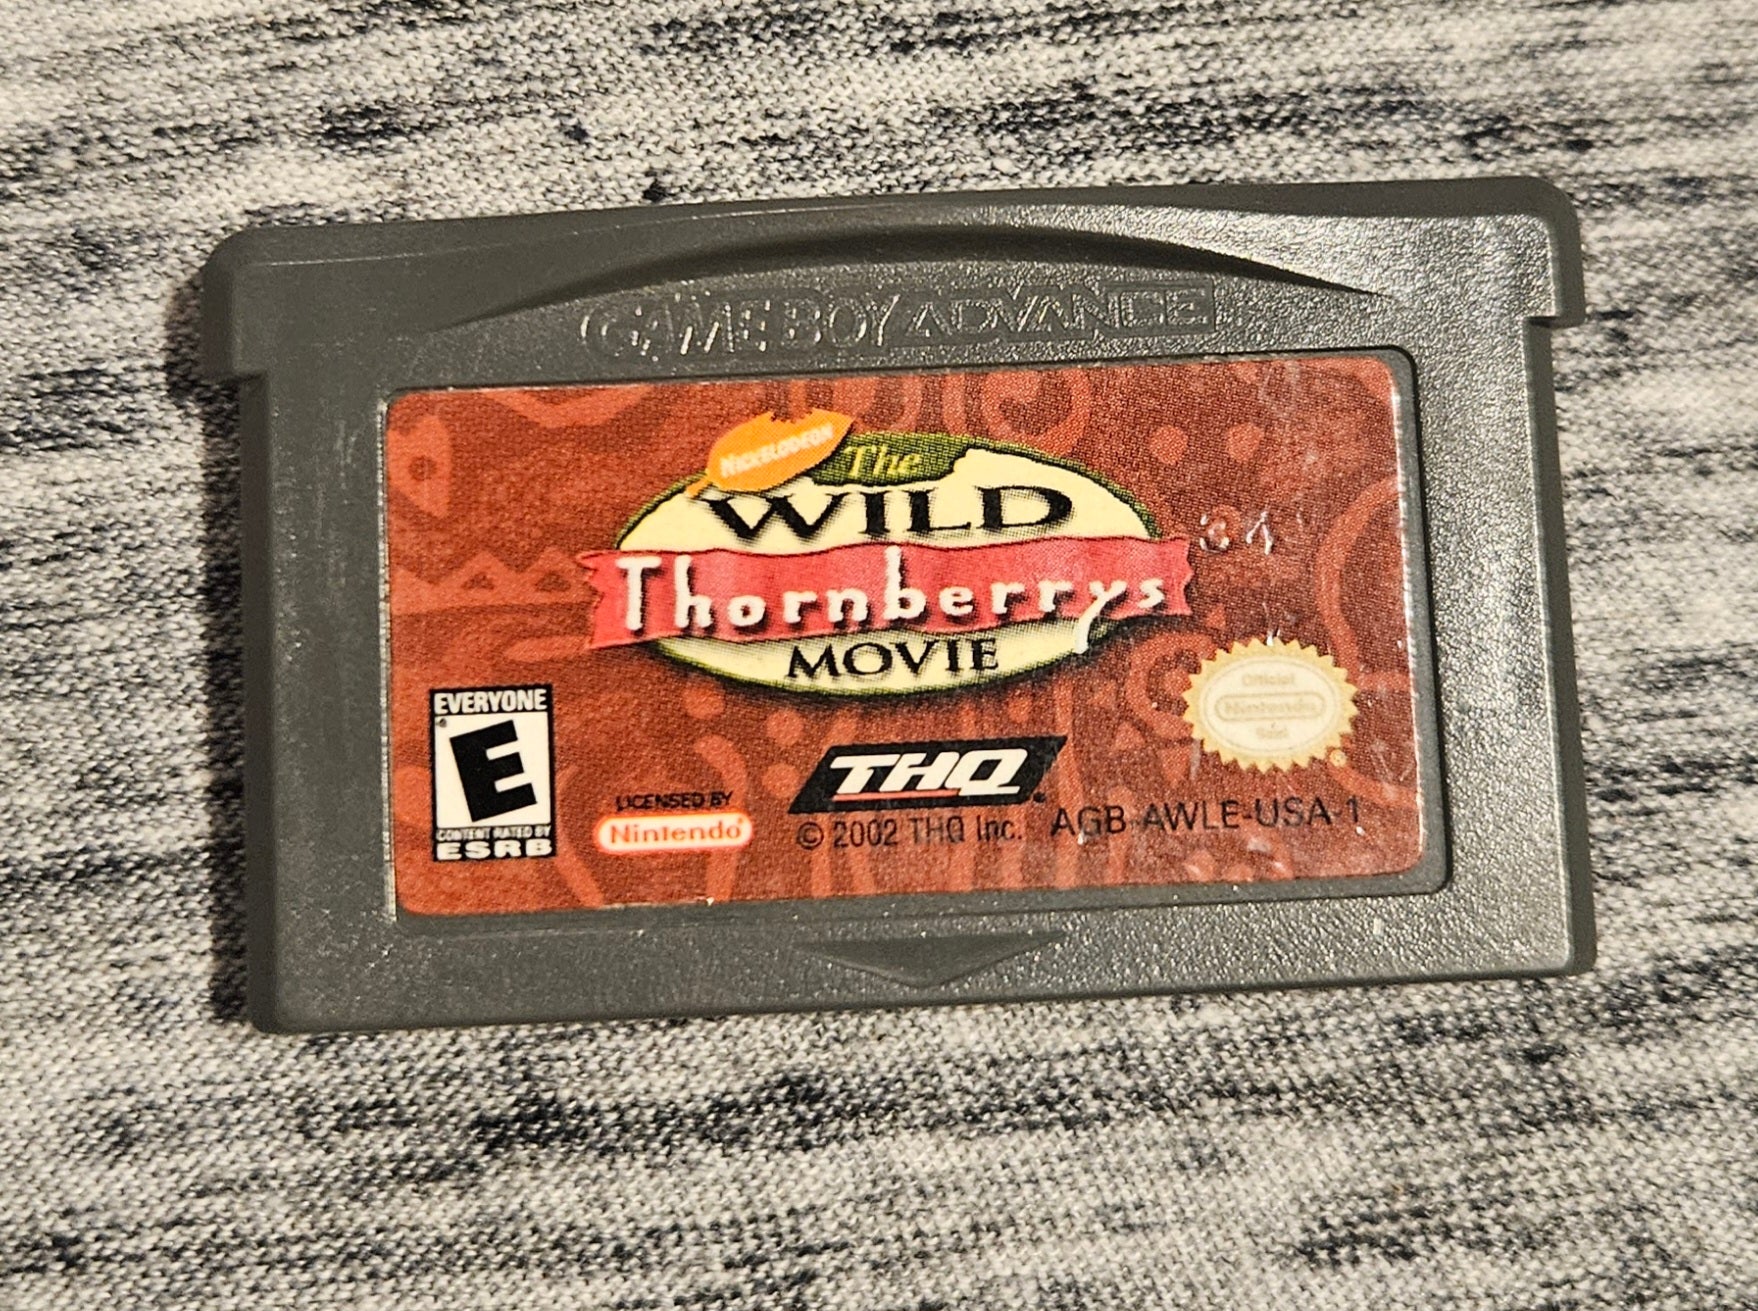 GAME BOY ADVANCE
NICKELODEON
The
WILD
Thornberrys
MOVIE
34
EVERYONE
E
CONTENT RATED BY
ESRB
LICENSED BY
Nintendo
THQ
© 2002 THQ Inc. AGB-AWLE-USA-1
Official
Nintendo
Seal